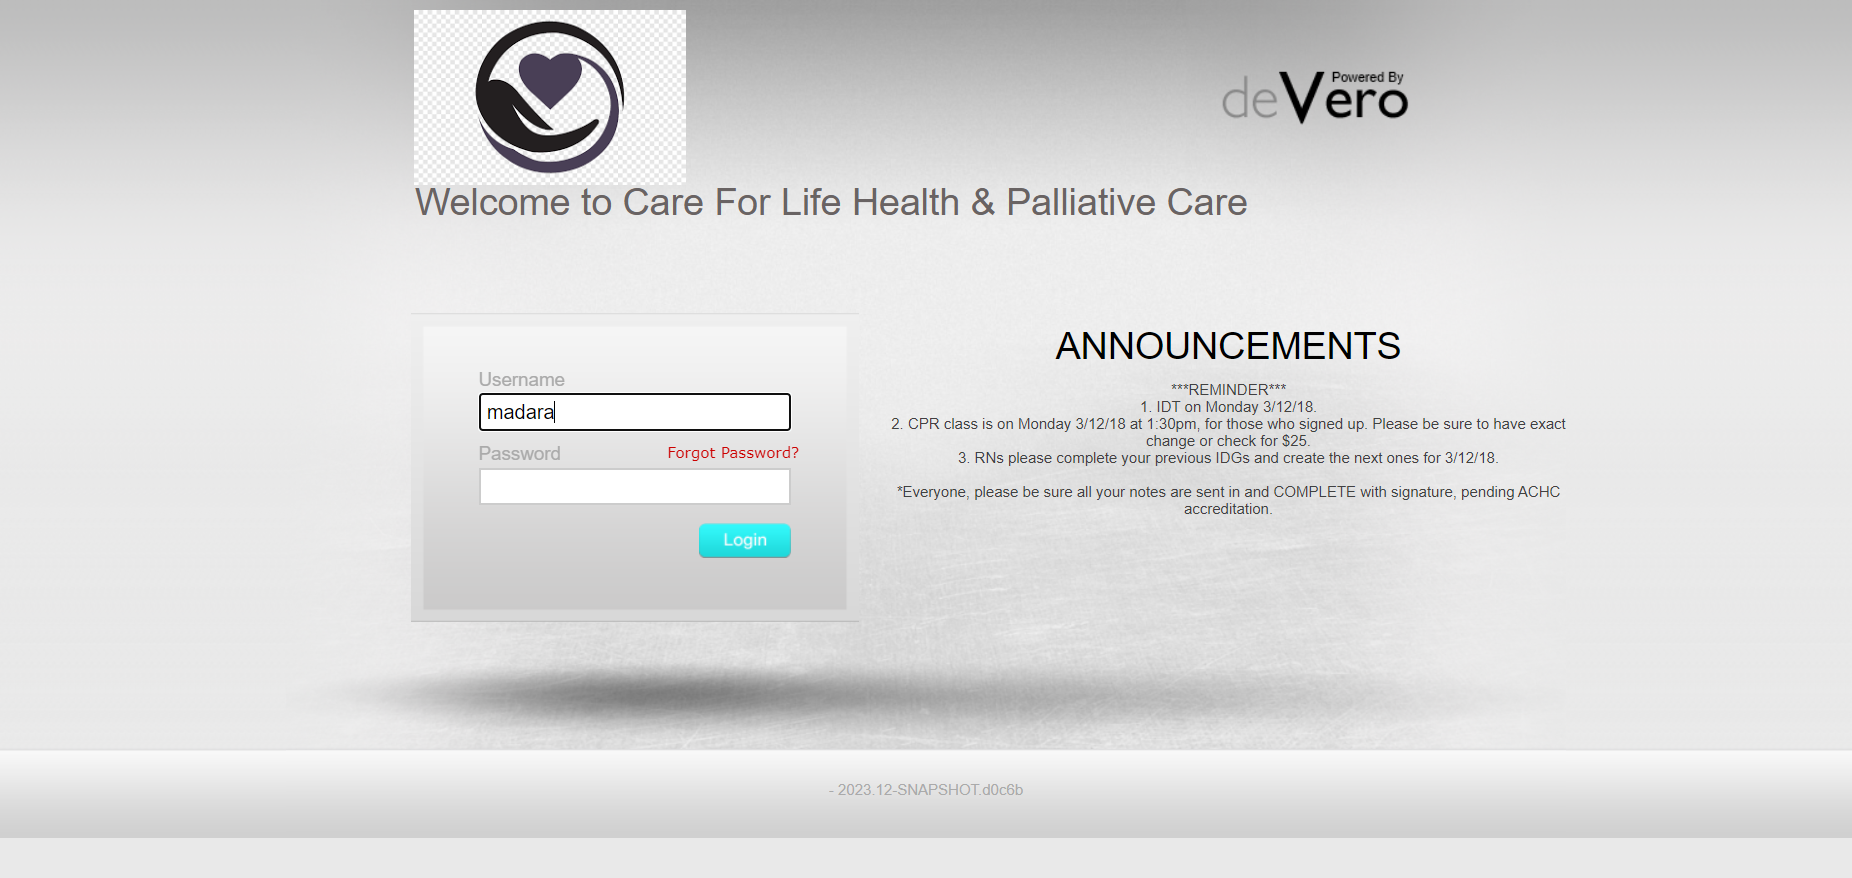 Powered By
deVero
Welcome to Care For Life Health & Palliative Care
Username
madara
Password
Forgot Password?
Login
ANNOUNCEMENTS
***REMINDER***
1. IDT on Monday 3/12/18.
2. CPR class is on Monday 3/12/18 at 1:30pm, for those who signed up. Please be sure to have exact
change or check for $25.
3. RNs please complete your previous IDGs and create the next ones for 3/12/18.
*Everyone, please be sure all your notes are sent in and COMPLETE with signature, pending ACHC
accreditation.
- 2023.12-SNAPSHOT.d0c6b